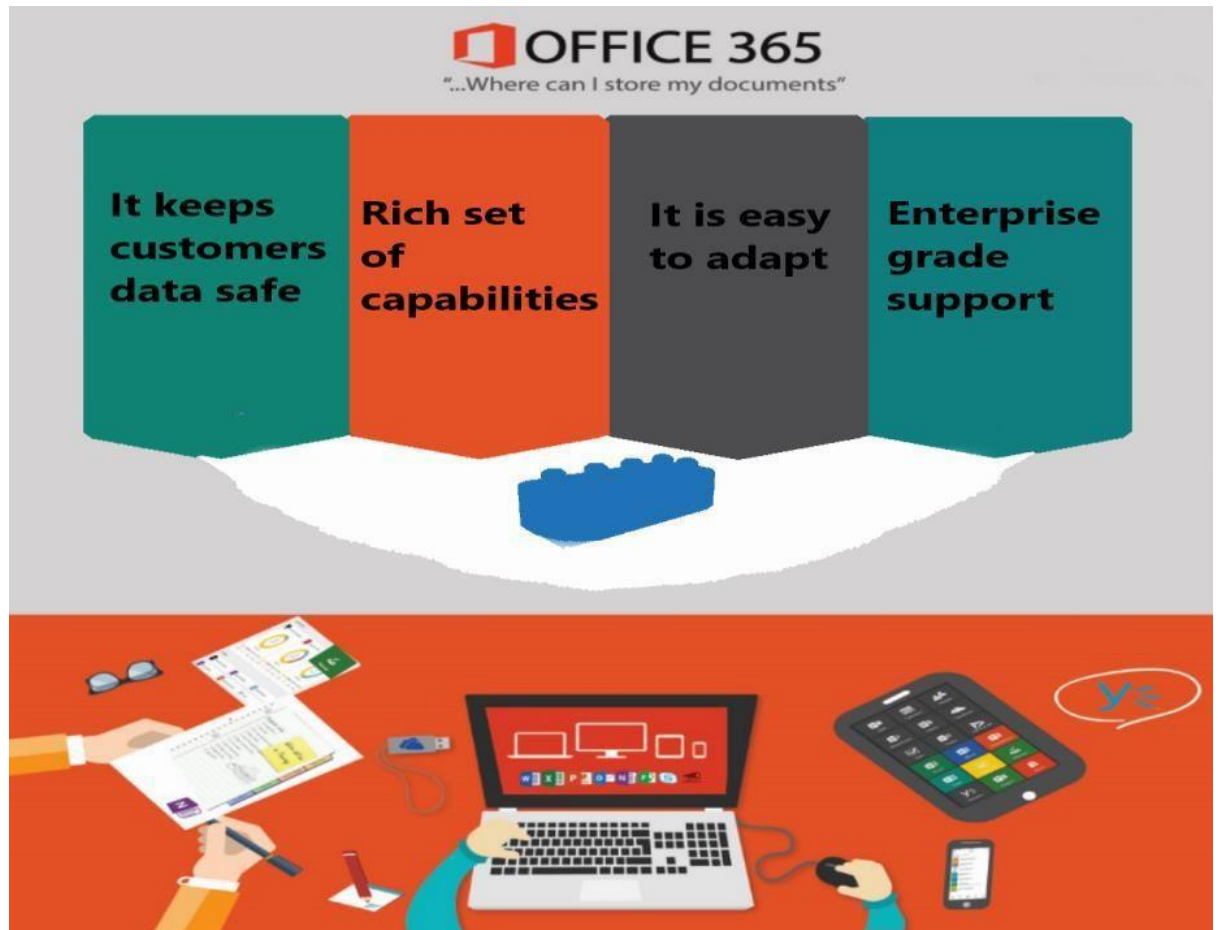 OFFICE 365
"...Where can I store my documents"
It keeps
customers
data safe
Rich set
of
capabilities
It is easy
to adapt
Enterprise
grade
support